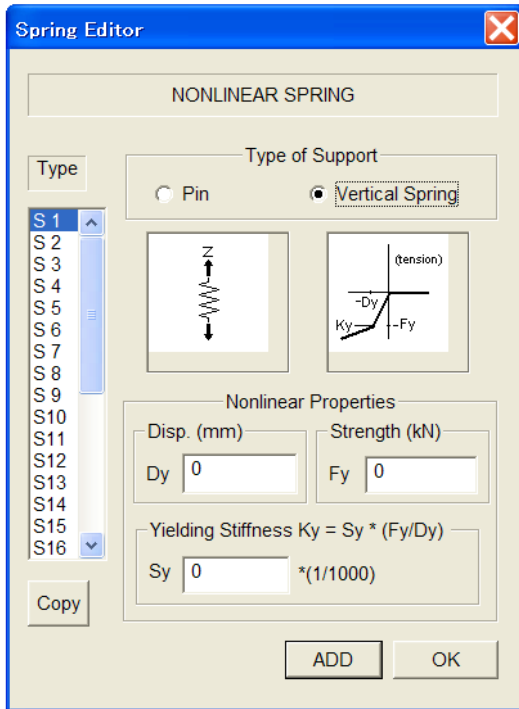 Spring Editor
NONLINEAR SPRING
Type
Type of Support
Pin
Vertical Spring
S 1
S 2
S 3
S 4
S 5
S 6
S 7
S 8
S 9
S10
S11
S12
S13
S14
S15
S16
Z
(tension)
-Dy
Ky
-Fy
Nonlinear Properties
Disp. (mm)
Strength (kN)
Dy 0
Fy 0
Yielding Stiffness Ky = Sy * (Fy/Dy)
Sy 0 *(1/1000)
Copy
ADD
OK